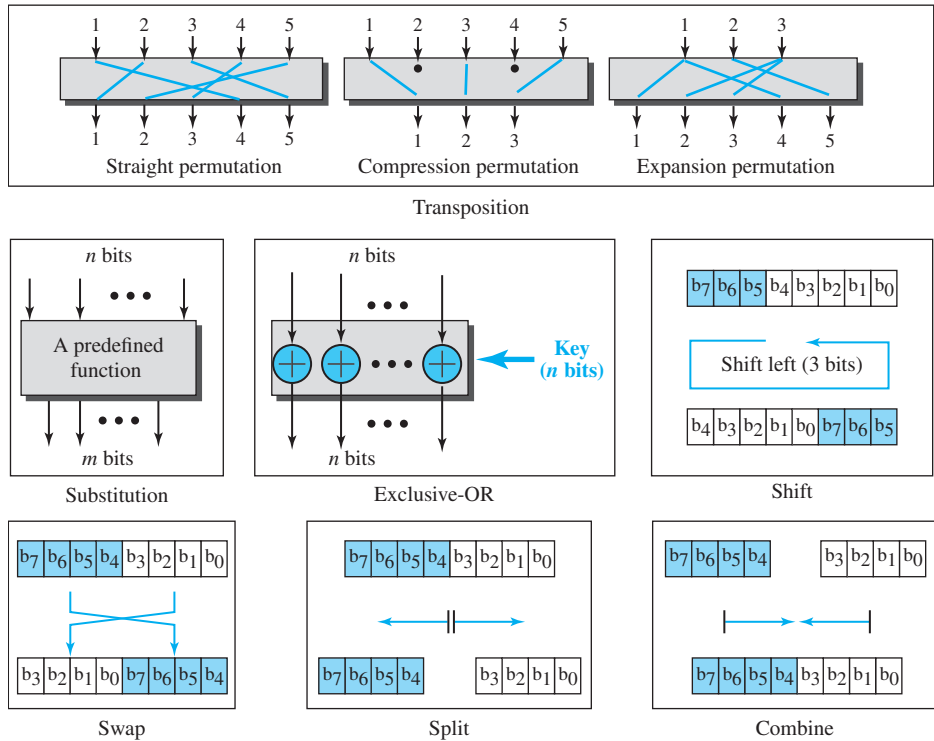 1 2 3 4 5
1 2 3 4 5
Straight permutation
1 2 3 4 5
1 2 3
Compression permutation
1 2 3
1 2 3 4 5
Expansion permutation
Transposition
n bits
A predefined
function
m bits
Substitution
n bits
Key
(n bits)
n bits
Exclusive-OR
b7 b6 b5 b4 b3 b2 b1 b0
Shift left (3 bits)
b4 b3 b2 b1 b0 b7 b6 b5
Shift
b7 b6 b5 b4 b3 b2 b1 b0
b3 b2 b1 b0 b7 b6 b5 b4
Swap
b7 b6 b5 b4 b3 b2 b1 b0
b7 b6 b5 b4 b3 b2 b1 b0
Split
b7 b6 b5 b4 b3 b2 b1 b0
b7 b6 b5 b4 b3 b2 b1 b0
Combine